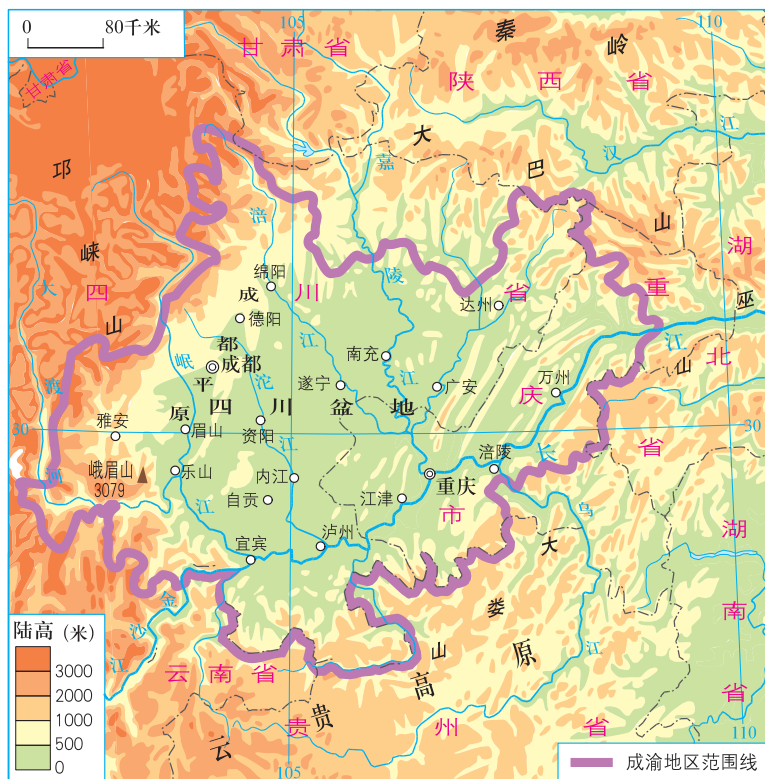 0 80千米
105
110
甘肃省
甘肃省
秦
岭
陕西省
大
巴
山
汉
江
嘉
陵
江
涪
江
邛
崃
山
大
渡
河
四川省
湖
北
省
重
庆
市
巫
山
绵阳
德阳
成
都
平
原
成都
岷
江
沱
江
达州
南充
遂宁
广安
万州
四川盆地
30
30
雅安
眉山
资阳
峨眉山
3079
乐山
内江
自贡
江津
重庆
涪陵
长
江
乌
江
宜宾
泸州
金
沙
江
大
娄
山
湖
南
省
云南省
贵州省
云
贵
高
原
陆高(米)
3000
2000
1000
500
0
105
110
成渝地区范围线